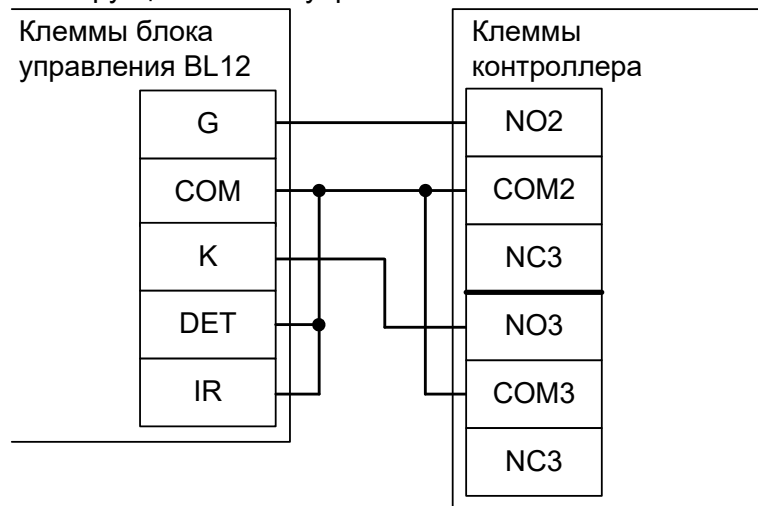 Клеммы блока
управления BL12
G
COM
K
DET
IR
Клеммы
контроллера
NO2
COM2
NC3
NO3
COM3
NC3